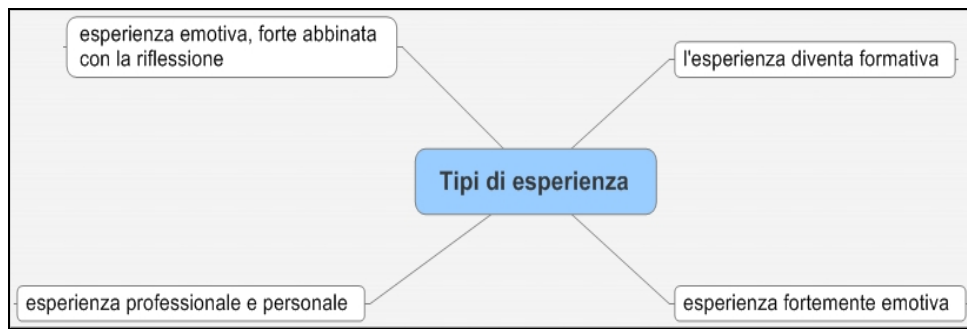 esperienza emotiva, forte abbinata
con la riflessione
l'esperienza diventa formativa
Tipi di esperienza
esperienza professionale e personale
esperienza fortemente emotiva